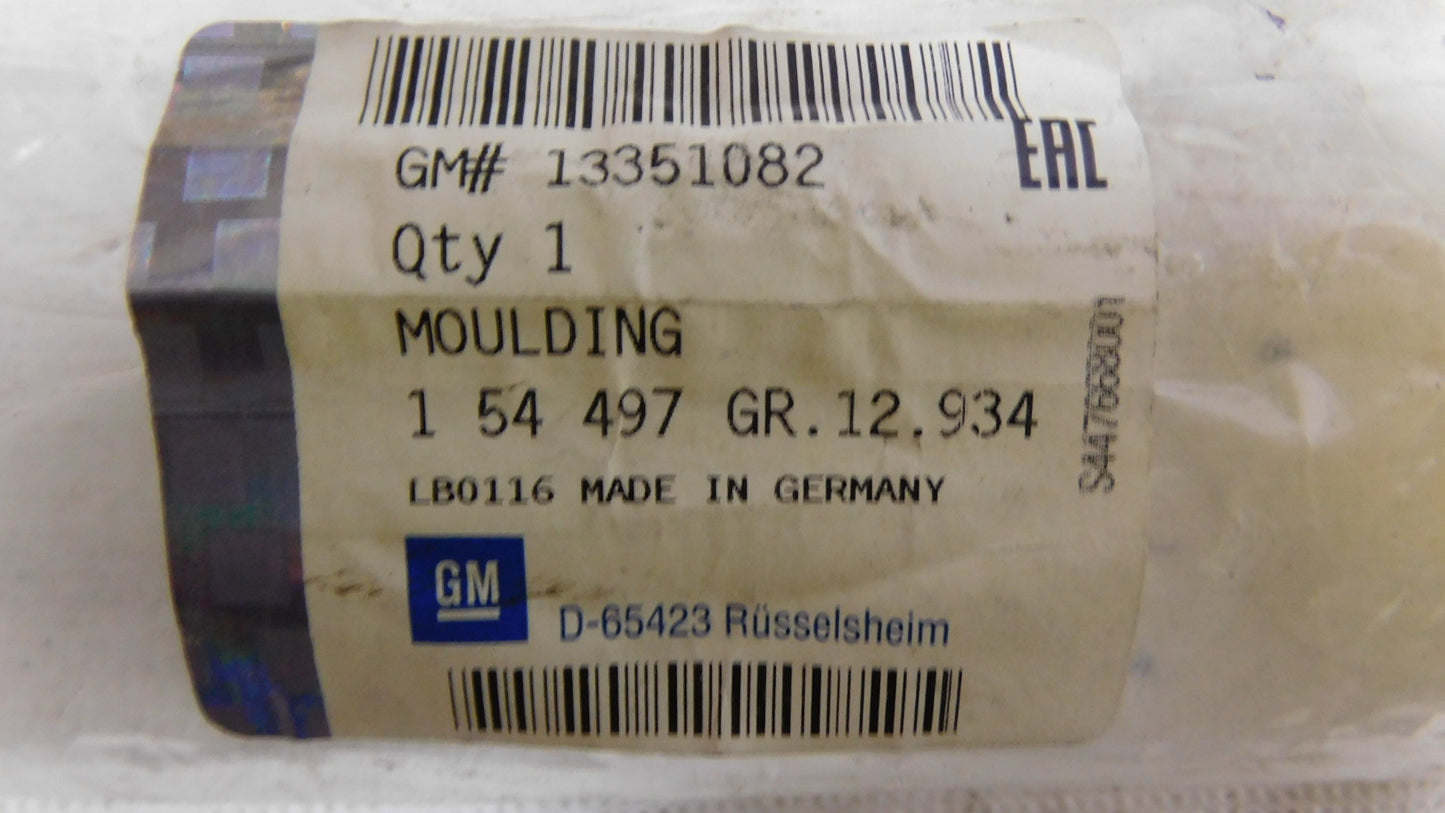 GM# 13351082
EAC
Qty 1
MOULDING
1 54 497 GR.12.934
LB0116 MADE IN GERMANY
S447668001
GM
D-65423 Rüsselsheim